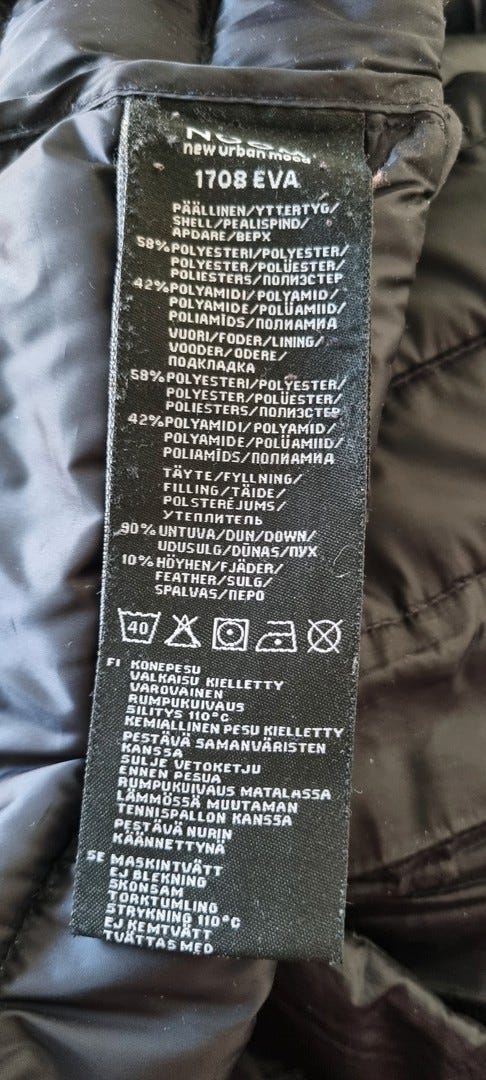 NOOM
new urban mood
1708 EVA
PÄÄLLINEN/YTTERTYG/
SHELL/PEALISPIND/
APDARE/ВЕРХ
58% POLYESTERI/POLYESTER/
POLYESTER/POLÜESTER/
POLIESTERS/ПОЛИЭСТЕР
42% POLYAMIDI/POLYAMID/
POLYAMIDE/POLÜAMIID/
POLIAMĪDS/ПОЛИАМИД
VUORI/FODER/LINING/
VOODER/ODERE/
ПОДКЛАДКА
58% POLYESTERI/POLYESTER/
POLYESTER/POLÜESTER/
POLIESTERS/ПОЛИЭСТЕР
42% POLYAMIDI/POLYAMID/
POLYAMIDE/POLÜAMIID/
POLIAMĪDS/ПОЛИАМИД
TÄYTE/FYLLNING/
FILLING/TÄIDE/
POLSTERĒJUMS/
УТЕПЛИТЕЛЬ
90% UNTUVA/DUN/DOWN/
UDUSULG/DŪNAS/ПУХ
10% HÖYHEN/FJÄDER/
FEATHER/SULG/
SPALVAS/ПЕРО
40
FI KONEPESU
VALKAISU KIELLETTY
VAROVAINEN
RUMPUKUIVAUS
SILITYS 110°C
KEMIALLINEN PESU KIELLETTY
PESTÄVÄ SAMANVÄRISTEN
KANSSA
SULJE VETOKETJU
ENNEN PESUA
RUMPUKUIVAUS MATALASSA
LÄMMÖSSÄ MUUTAMAN
TENNISPALLON KANSSA
PESTÄVÄ NURIN
KÄÄNNETTYNÄ
SE MASKINTVÄTT
EJ BLEKNING
SKONSAM
TORKTUMLING
STRYKNING 110°C
EJ KEMTVÄTT
TVÄTTAS MED